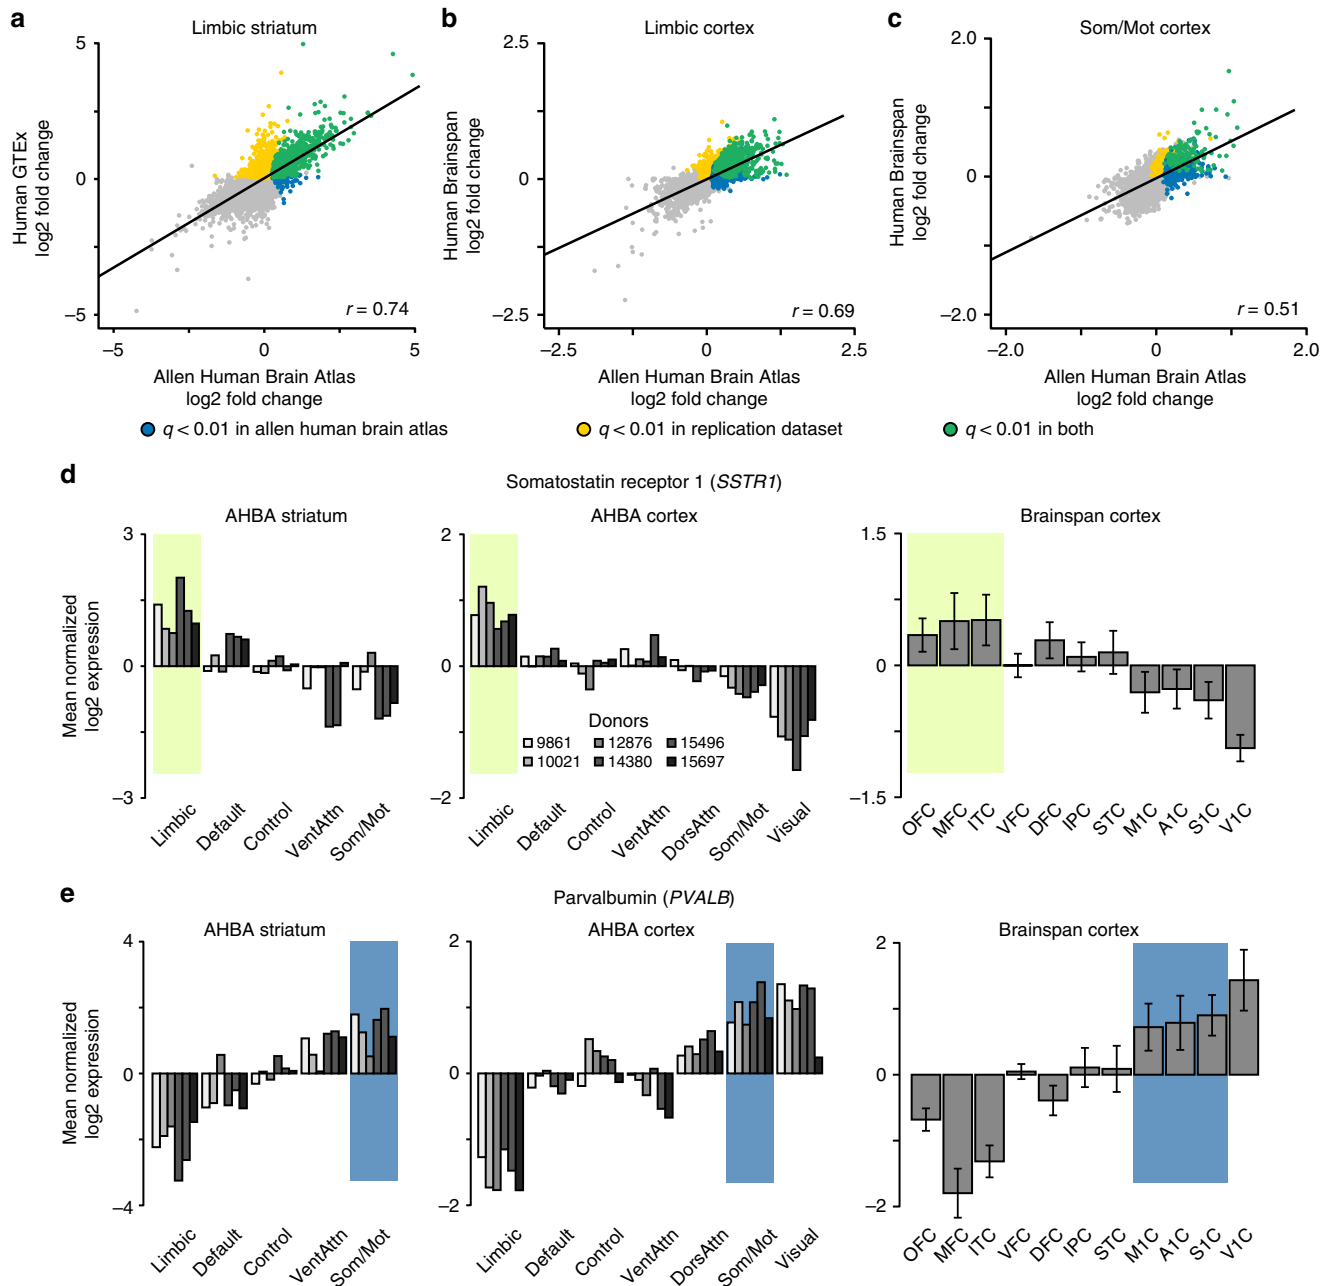 a
Limbic striatum
5
0
−5
Human GTEx
log2 fold change
r = 0.74
−5
0
5
Allen Human Brain Atlas
log2 fold change
b
Limbic cortex
2.5
0
−2.5
Human Brainspan
log2 fold change
r = 0.69
−2.5
0
2.5
Allen Human Brain Atlas
log2 fold change
c
Som/Mot cortex
2.0
0
−2.0
Human Brainspan
log2 fold change
r = 0.51
−2.0
0
2.0
Allen Human Brain Atlas
log2 fold change
q < 0.01 in allen human brain atlas
q < 0.01 in replication dataset
q < 0.01 in both
d
Somatostatin receptor 1 (SSTR1)
AHBA striatum
3
0
−3
Mean normalized
log2 expression
Limbic
Default
Control
VentAttn
Som/Mot
AHBA cortex
2
0
−2
Donors
9861
12876
15496
10021
14380
15697
Limbic
Default
Control
VentAttn
DorsAttn
Som/Mot
Visual
Brainspan cortex
1.5
0
−1.5
OFC
MFC
ITC
VFC
DFC
IPC
STC
M1C
A1C
S1C
V1C
e
Parvalbumin (PVALB)
AHBA striatum
4
0
−4
Mean normalized
log2 expression
Limbic
Default
Control
VentAttn
Som/Mot
AHBA cortex
2
0
−2
Limbic
Default
Control
VentAttn
DorsAttn
Som/Mot
Visual
Brainspan cortex
2
0
−2
OFC
MFC
ITC
VFC
DFC
IPC
STC
M1C
A1C
S1C
V1C